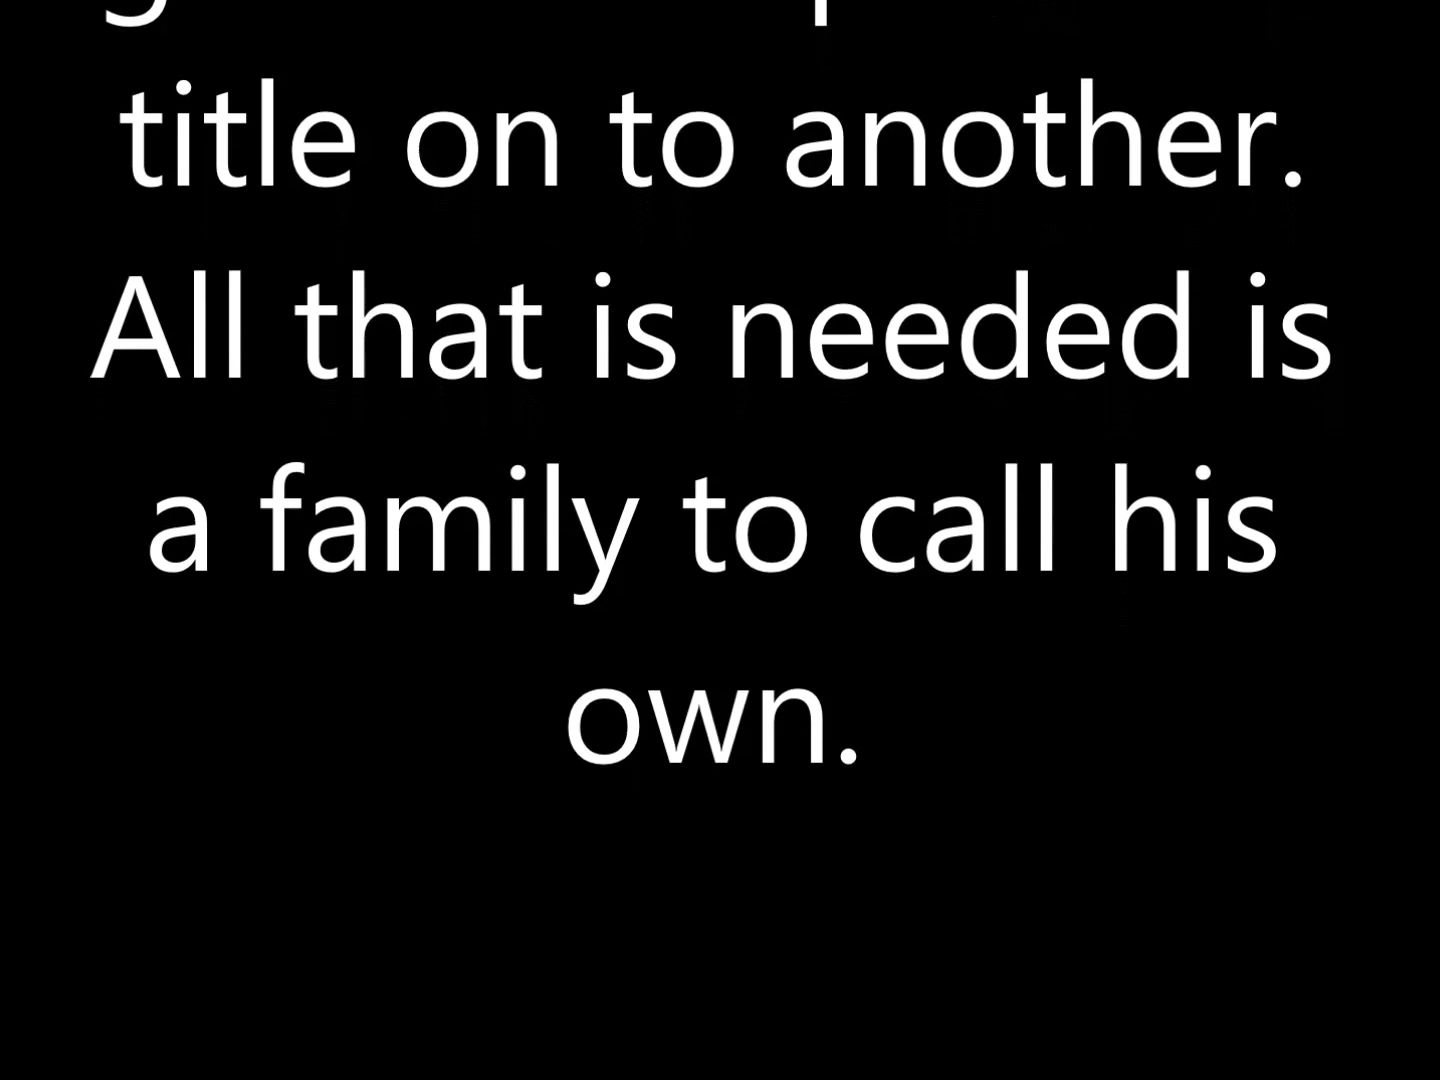 title on to another.
All that is needed is
a family to call his
own.